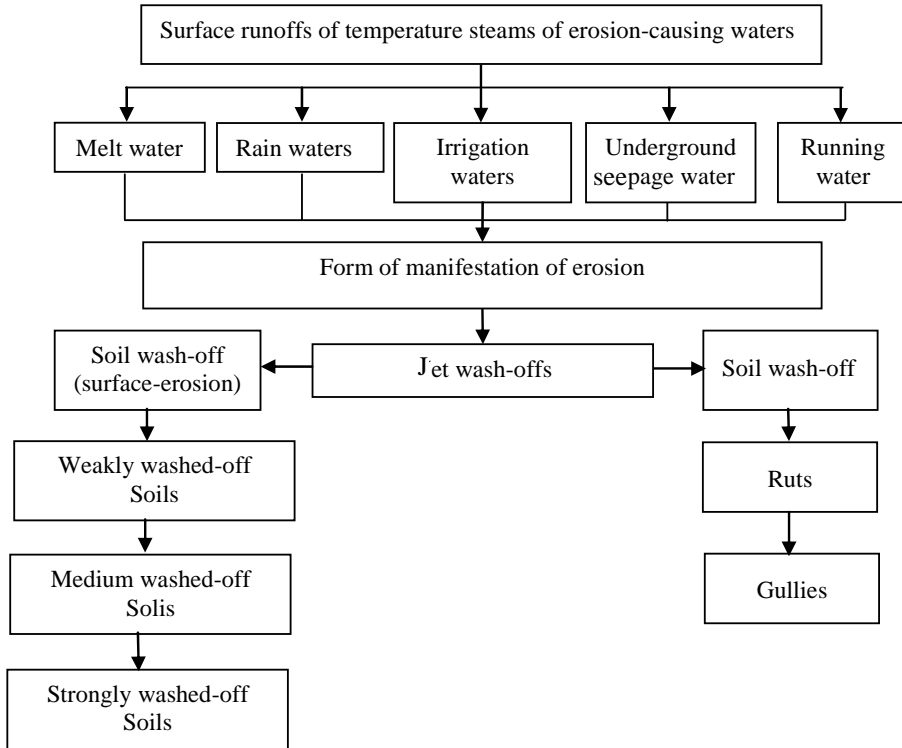 Surface runoffs of temperature steams of erosion-causing waters
Melt water
Rain waters
Irrigation
waters
Underground
seepage water
Running
water
Form of manifestation of erosion
Soil wash-off
(surface-erosion)
Jet wash-offs
Soil wash-off
Weakly washed-off
Soils
Ruts
Medium washed-off
Solis
Gullies
Strongly washed-off
Soils